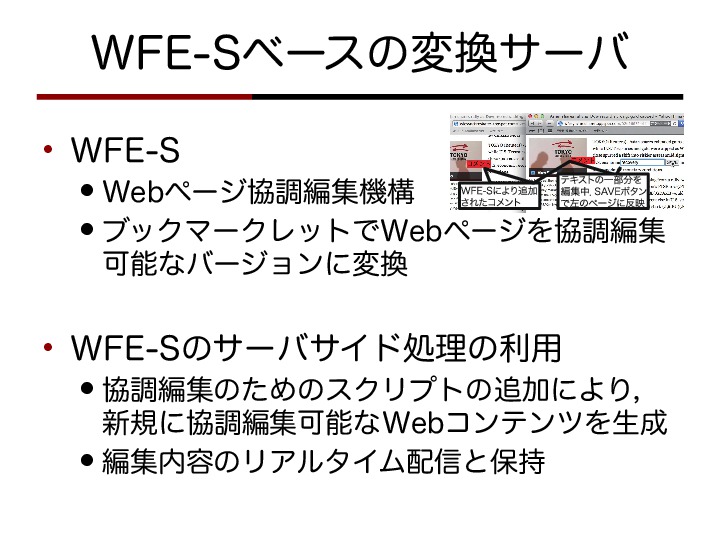 WFE-Sベースの変換サーバ
• WFE-S
• Webページ協調編集機構
• ブックマークレットでWebページを協調編集
可能なバージョンに変換
TOKYO
TOKYO
WFE-Sにより追加
されたコメント
テキストの一部分を
編集中, SAVEボタン
で左のページに反映
• WFE-Sのサーバサイド処理の利用
• 協調編集のためのスクリプトの追加により,
新規に協調編集可能なWebコンテンツを生成
• 編集内容のリアルタイム配信と保持